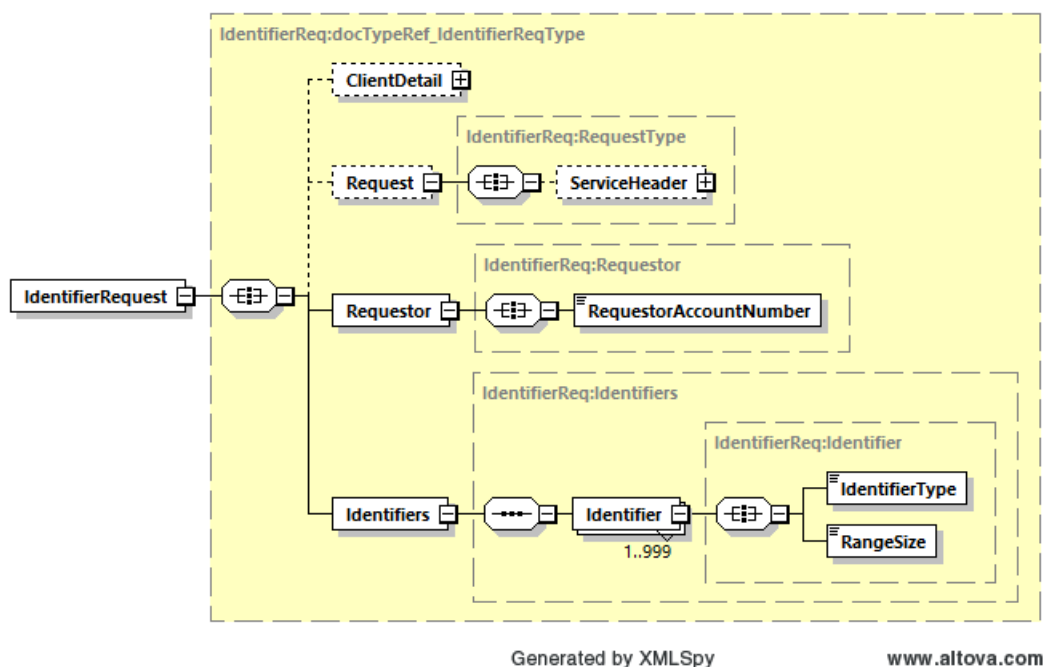 IdentifierReq:docTypeRef_IdentifierReqType
ClientDetail
IdentifierReq:RequestType
Request
ServiceHeader
IdentifierReq:Requestor
IdentifierRequest
Requestor
RequestorAccountNumber
IdentifierReq:Identifiers
IdentifierReq:Identifier
IdentifierType
Identifiers
Identifier
RangeSize
1..999
Generated by XMLSpy
www.altova.com